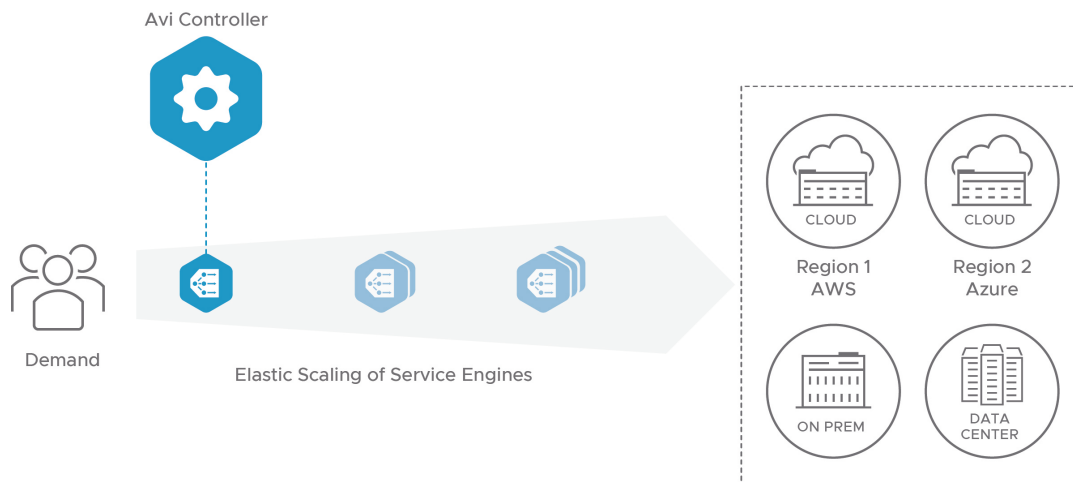 Avi Controller
Demand
Elastic Scaling of Service Engines
CLOUD
CLOUD
Region 1
AWS
Region 2
Azure
ON PREM
DATA
CENTER